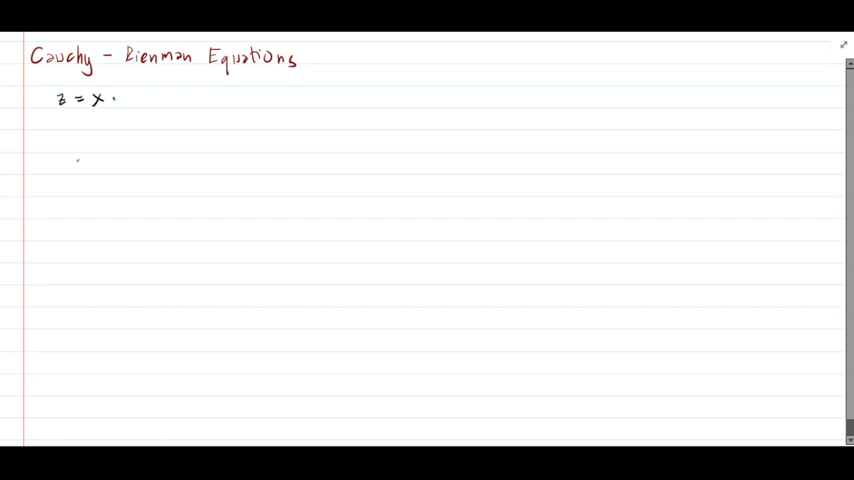 Cauchy - Rienman Equations
z = x